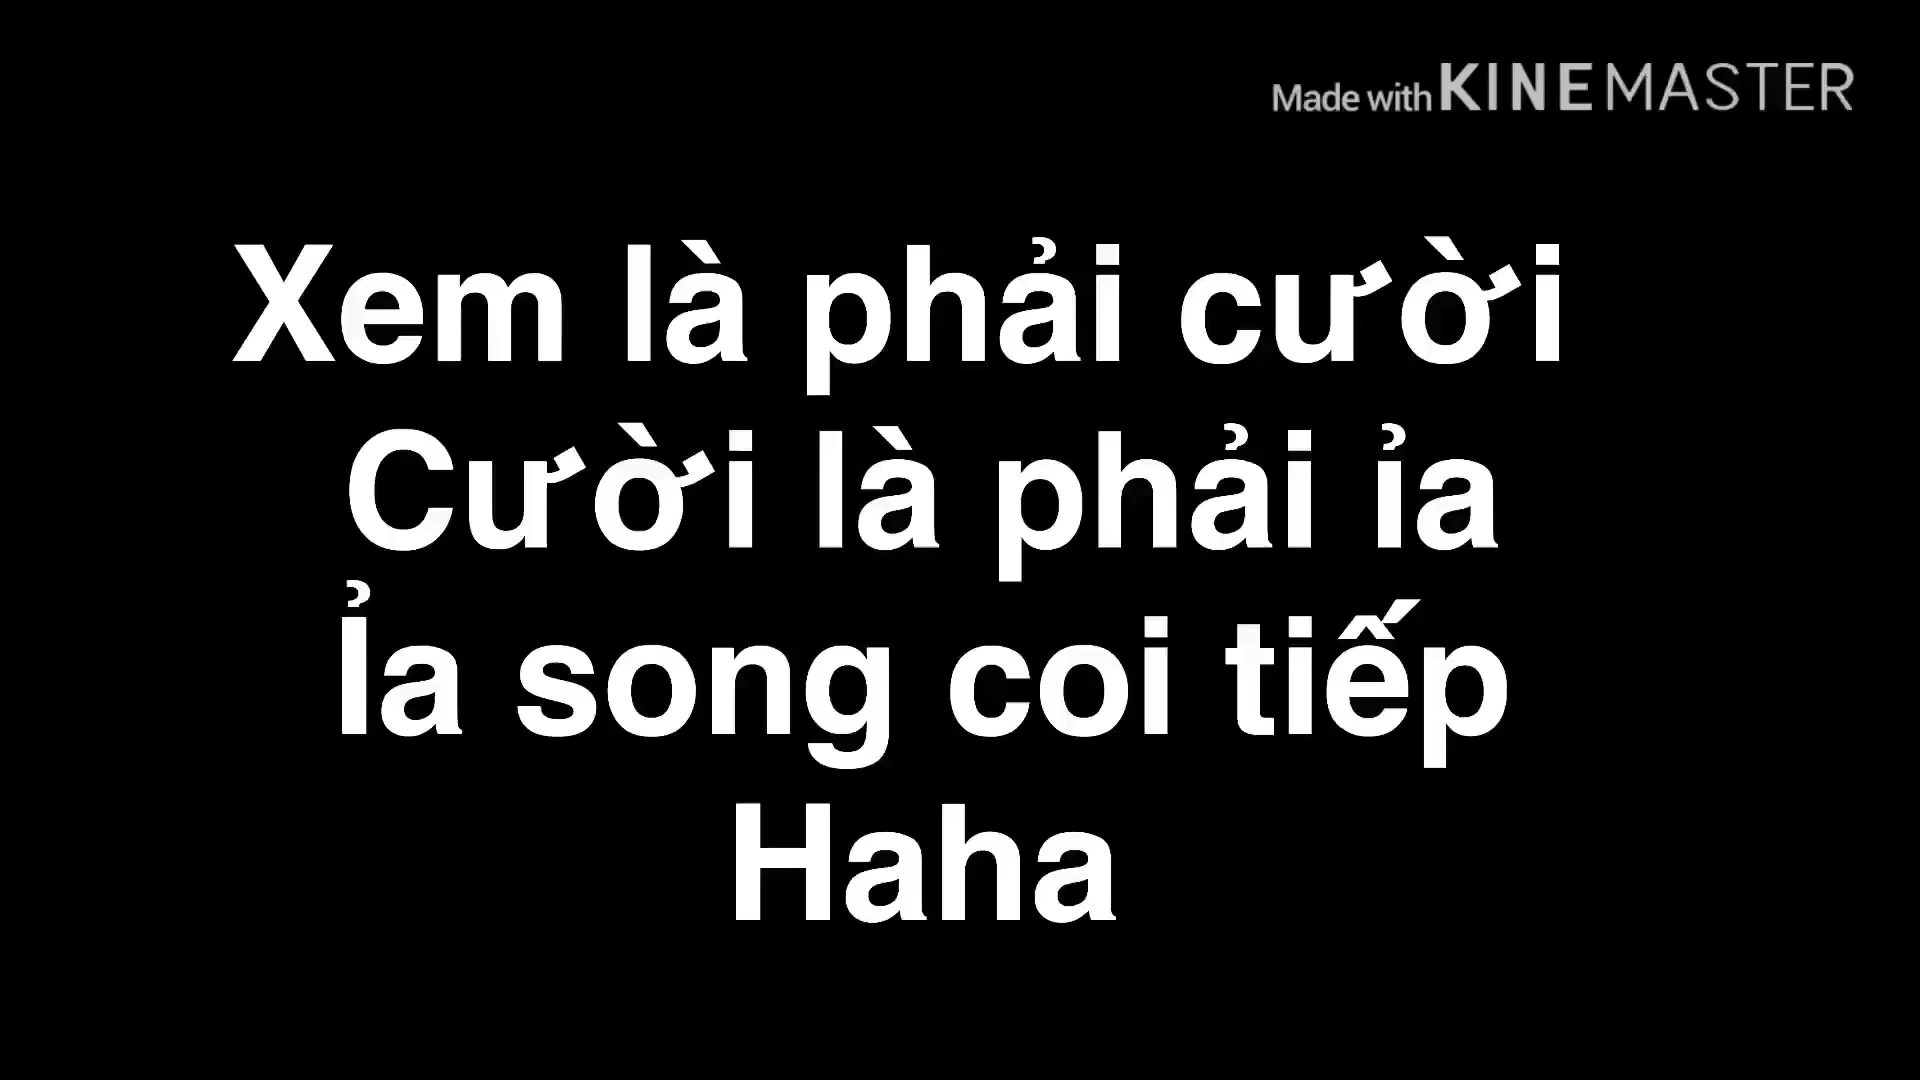 Made with KINEMASTER
Xem là phải cười
Cười là phải ỉa
Ỉa song coi tiếp
Haha